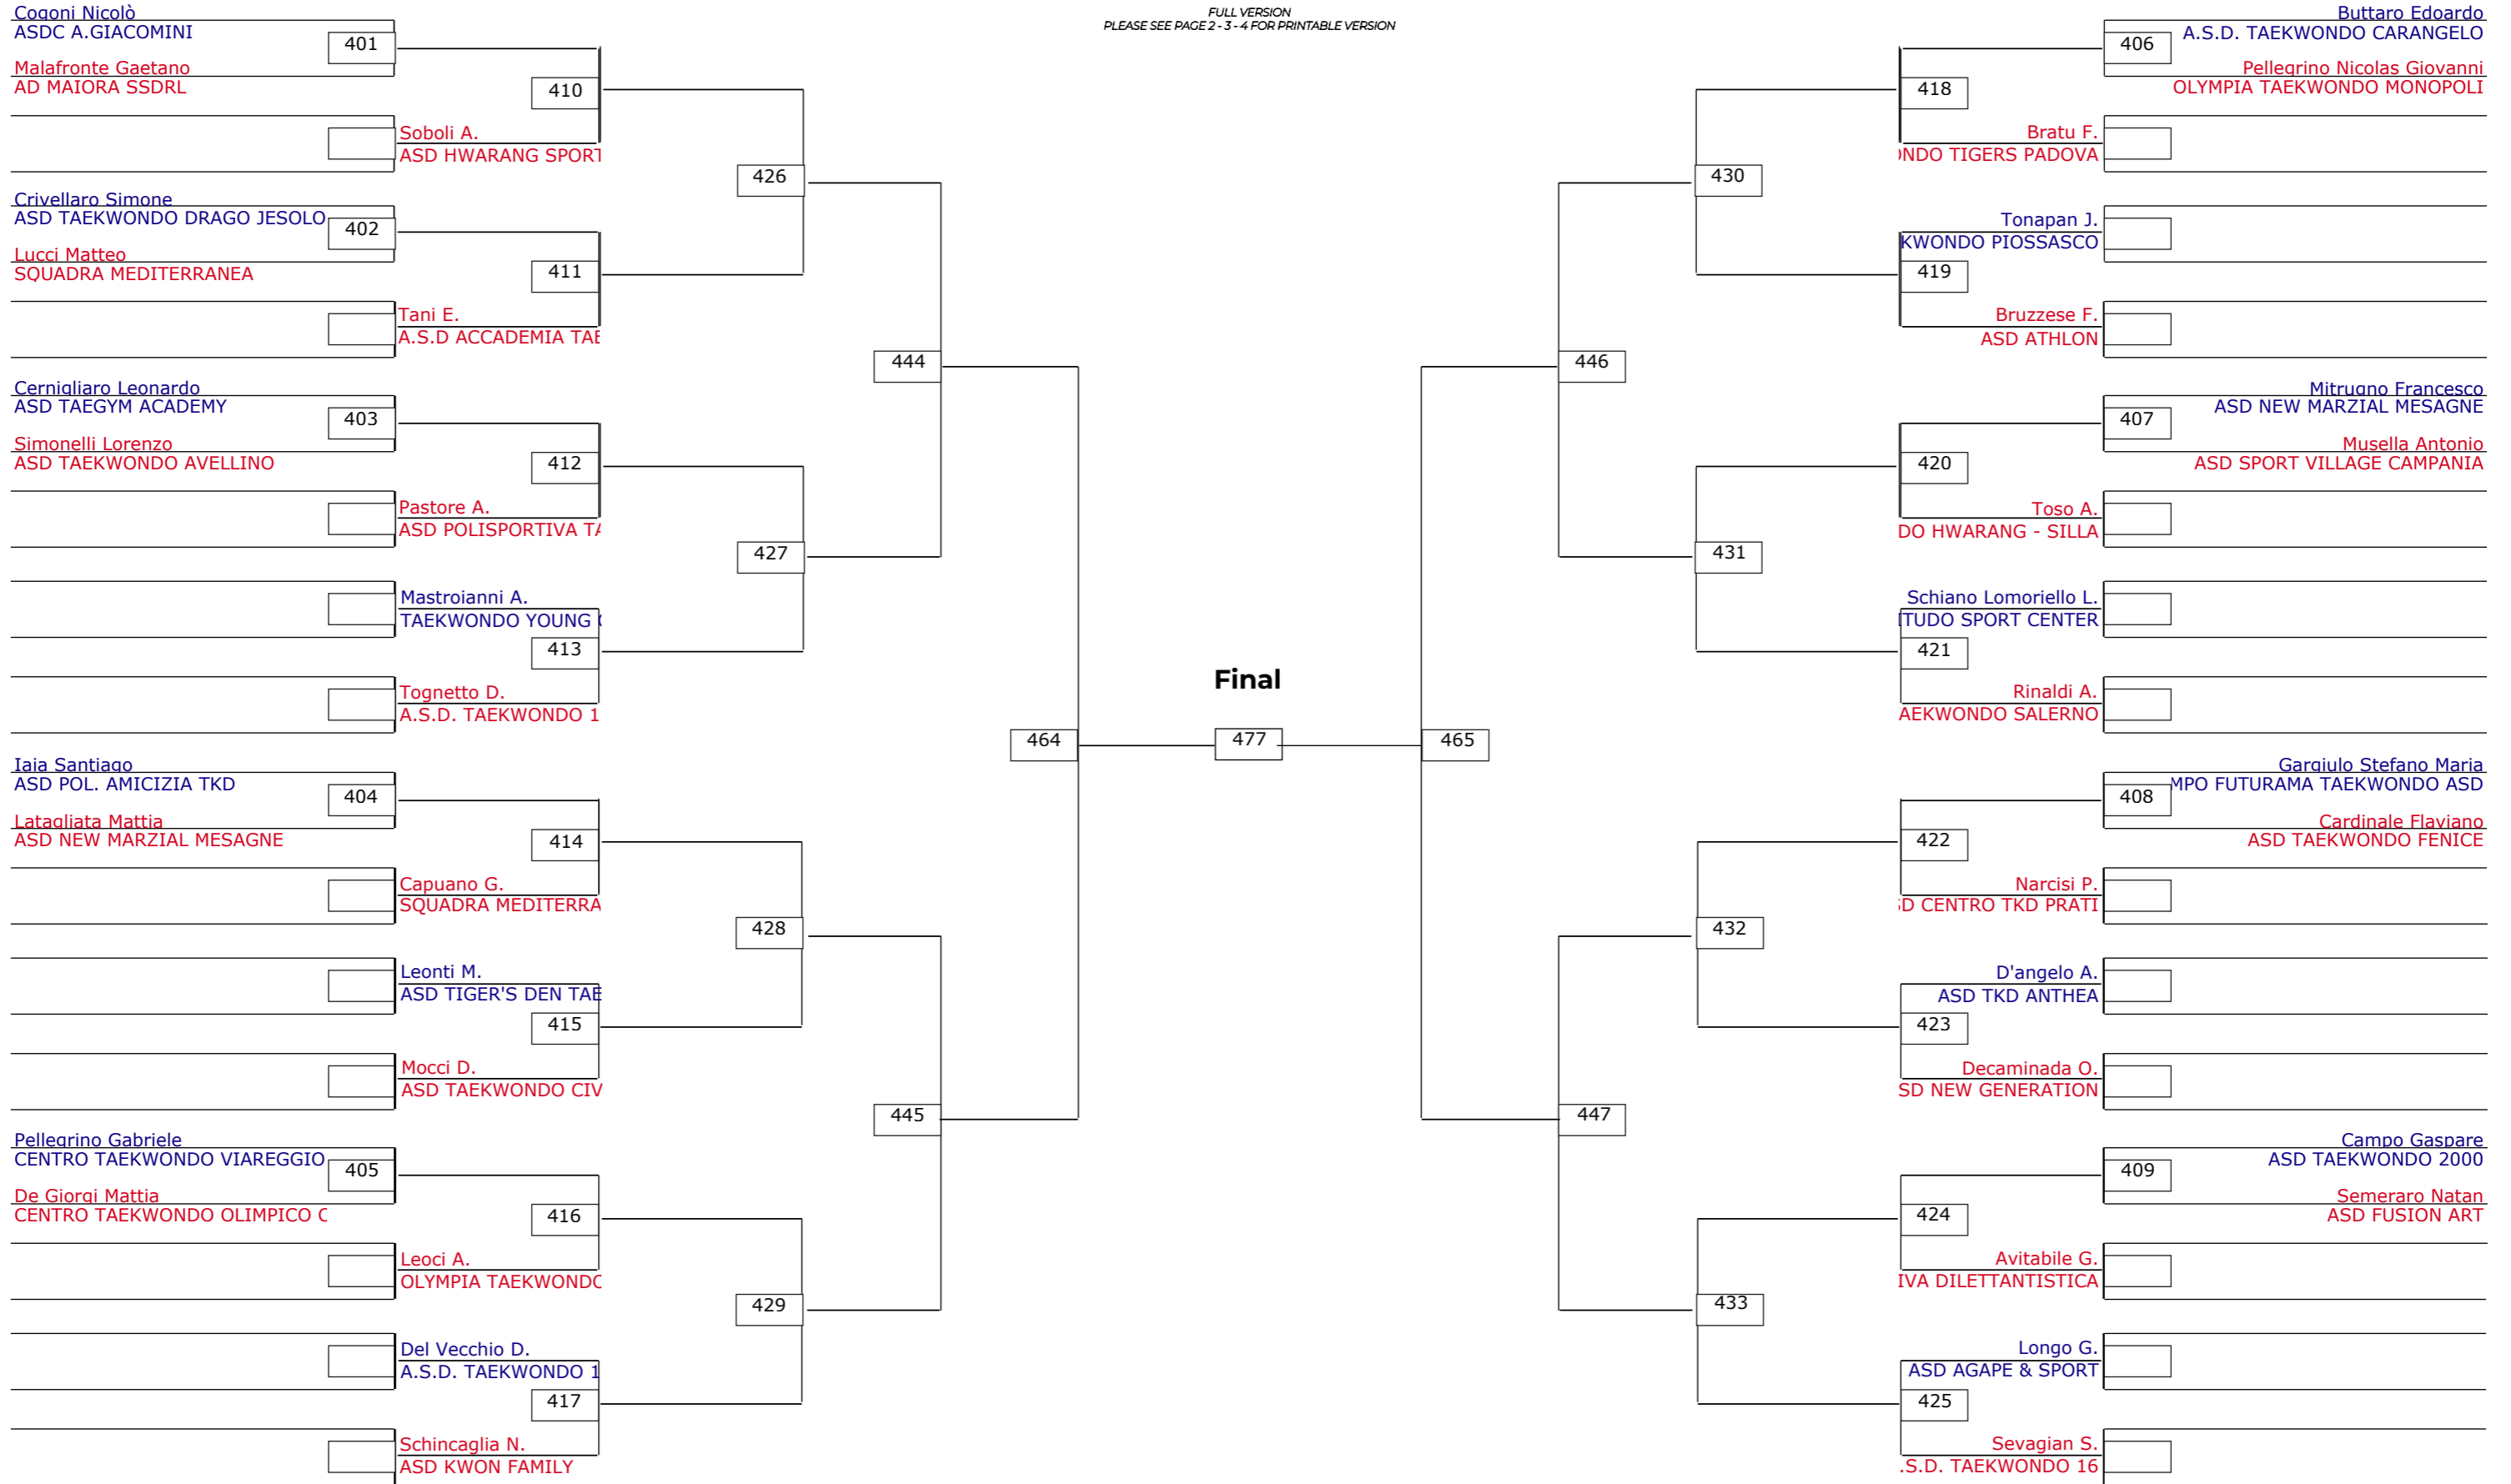 FULL VERSION
PLEASE SEE PAGE 2 - 3 - 4 FOR PRINTABLE VERSION
Cogoni Nicolò
ASDC A.GIACOMINI
401
Malafronte Gaetano
AD MAIORA SSDRL
410
Soboli A.
ASD HWARANG SPORT
426
Crivellaro Simone
ASD TAEKWONDO DRAGO JESOLO
402
Lucci Matteo
SQUADRA MEDITERRANEA
411
Tani E.
A.S.D ACCADEMIA TAE
444
Cernigliaro Leonardo
ASD TAEGYM ACADEMY
403
Simonelli Lorenzo
ASD TAEKWONDO AVELLINO
412
Pastore A.
ASD POLISPORTIVA TA
427
Mastroianni A.
TAEKWONDO YOUNG
413
Tognetto D.
A.S.D. TAEKWONDO 1
464
Iaia Santiago
ASD POL. AMICIZIA TKD
404
Latagliata Mattia
ASD NEW MARZIAL MESAGNE
414
Capuano G.
SQUADRA MEDITERRA
428
Leonti M.
ASD TIGER'S DEN TAE
415
Mocci D.
ASD TAEKWONDO CIV
445
Pellegrino Gabriele
CENTRO TAEKWONDO VIAREGGIO
405
De Giorgi Mattia
CENTRO TAEKWONDO OLIMPICO C
416
Leoci A.
OLYMPIA TAEKWONDO
429
Del Vecchio D.
A.S.D. TAEKWONDO 1
417
Schincaglia N.
ASD KWON FAMILY
Final
477
Buttaro Edoardo
A.S.D. TAEKWONDO CARANGELO
406
Pellegrino Nicolas Giovanni
OLYMPIA TAEKWONDO MONOPOLI
418
Bratu F.
ONDO TIGERS PADOVA
430
Tonapan J.
KWONDO PIOSSASCO
419
Bruzzese F.
ASD ATHLON
446
Mitrugno Francesco
ASD NEW MARZIAL MESAGNE
407
Musella Antonio
ASD SPORT VILLAGE CAMPANIA
420
Toso A.
DO HWARANG - SILLA
431
Schiano Lomoriello L.
ITUDO SPORT CENTER
421
Rinaldi A.
AEKWONDO SALERNO
465
Gargiulo Stefano Maria
MPO FUTURAMA TAEKWONDO ASD
408
Cardinale Flaviano
ASD TAEKWONDO FENICE
422
Narcisi P.
SD CENTRO TKD PRATI
432
D'angelo A.
ASD TKD ANTHEA
423
Decaminada O.
SD NEW GENERATION
447
Campo Gaspare
ASD TAEKWONDO 2000
409
Semeraro Natan
ASD FUSION ART
424
Avitabile G.
IVA DILETTANTISTICA
433
Longo G.
ASD AGAPE & SPORT
425
Sevagian S.
.S.D. TAEKWONDO 16